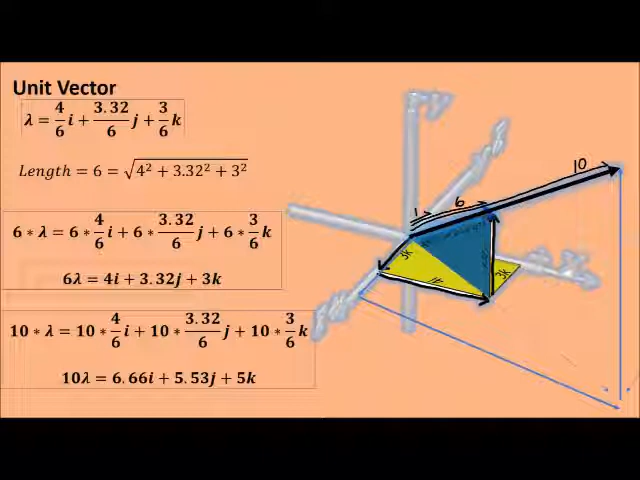 Unit Vector
λ = 4/6 i + 3.32/6 j + 3/6 k
Length = 6 = √4² + 3.32² + 3²
6 ∗ λ = 6 ∗ 4/6 i + 6 ∗ 3.32/6 j + 6 ∗ 3/6 k
6λ = 4i + 3.32j + 3k
10 ∗ λ = 10 ∗ 4/6 i + 10 ∗ 3.32/6 j + 10 ∗ 3/6 k
10λ = 6.66i + 5.53j + 5k
10
6
1
3k
3k